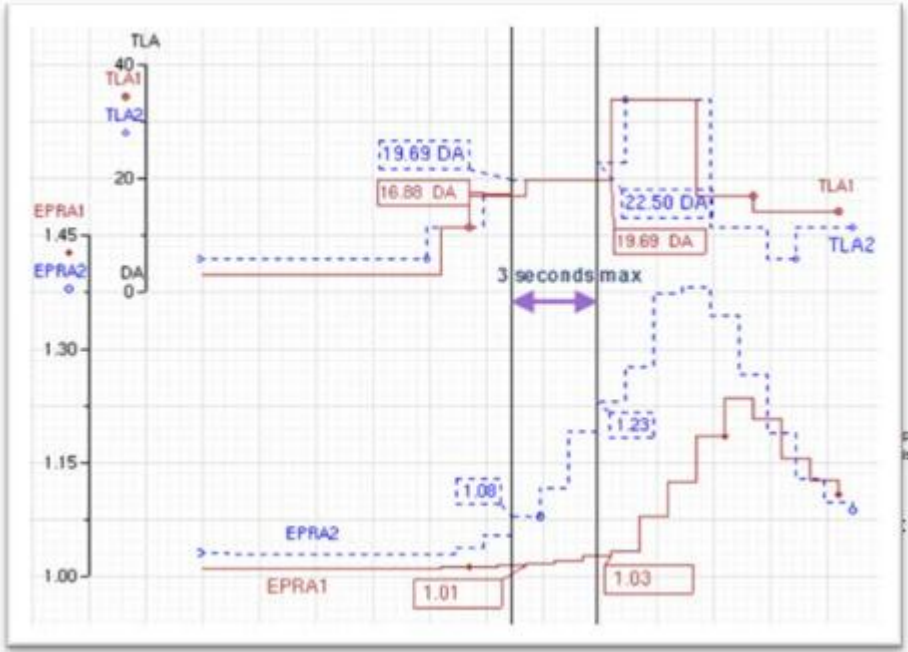 TLA
40
TLA1
TLA2
19.69 DA
20
16.88 DA
TLA1
22.50 DA
EPRA1
1.45
19.69 DA
TLA2
EPRA2
DA
0
3 seconds max
1.30
1.23
1.15
1.08
EPRA2
1.00
EPRA1
1.01
1.03